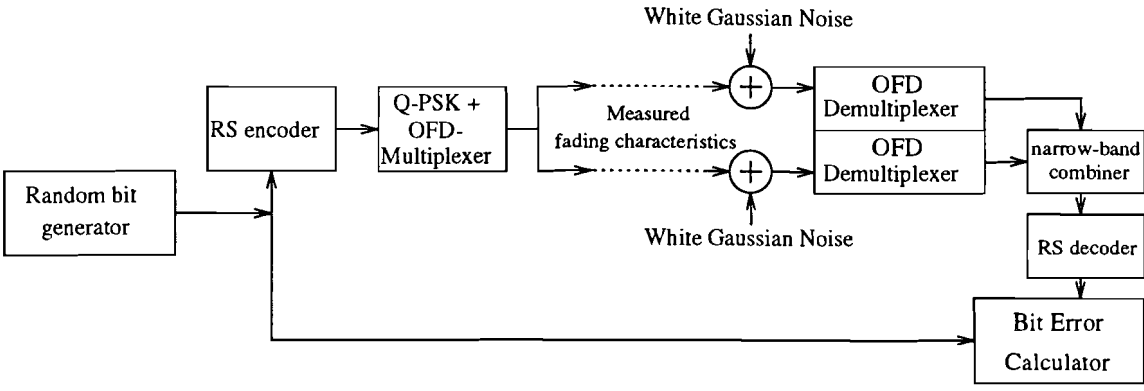 White Gaussian Noise
RS encoder
Q-PSK +
OFD-
Multiplexer
Measured
fading characteristics
OFD
Demultiplexer
OFD
Demultiplexer
narrow-band
combiner
Random bit
generator
White Gaussian Noise
RS decoder
Bit Error
Calculator